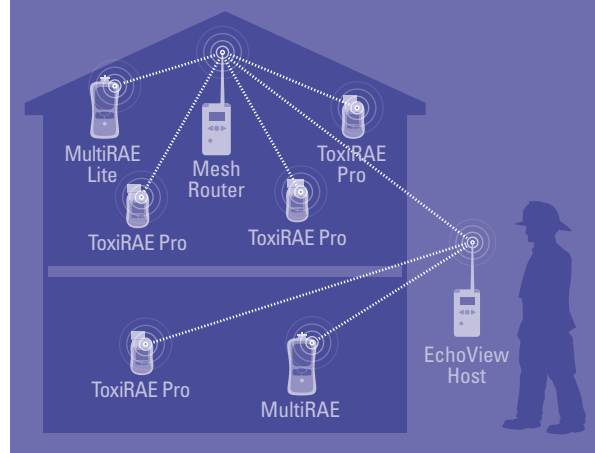 MultiRAE
Lite
Mesh
Router
ToxiRAE
Pro
ToxiRAE Pro
ToxiRAE Pro
EchoView
Host
ToxiRAE Pro
MultiRAE